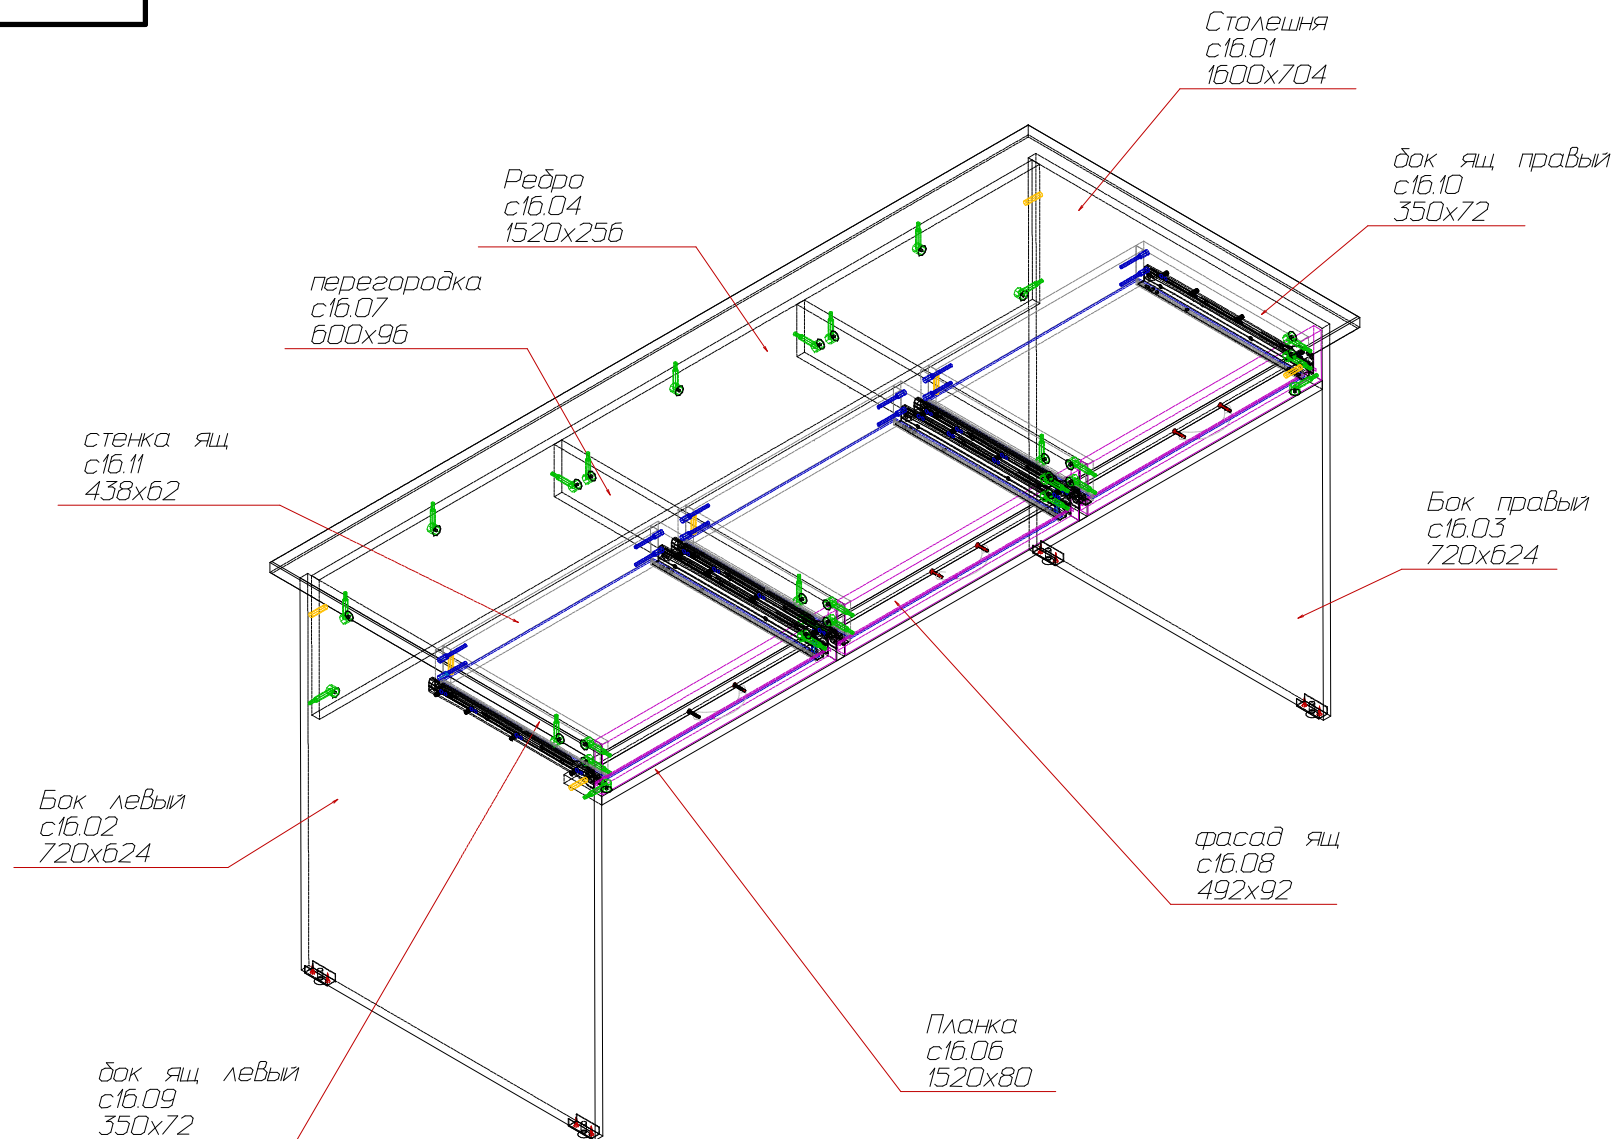 Столешня
с16.01
1600х704
бок ящ правый
с16.10
350х72
Ребро
с16.04
1520х256
перегородка
с16.07
600х96
стенка ящ
с16.11
438х62
Бок правый
с16.03
720х624
Бок левый
с16.02
720х624
фасад ящ
с16.08
492х92
Планка
с16.06
1520х80
бок ящ левый
с16.09
350х72